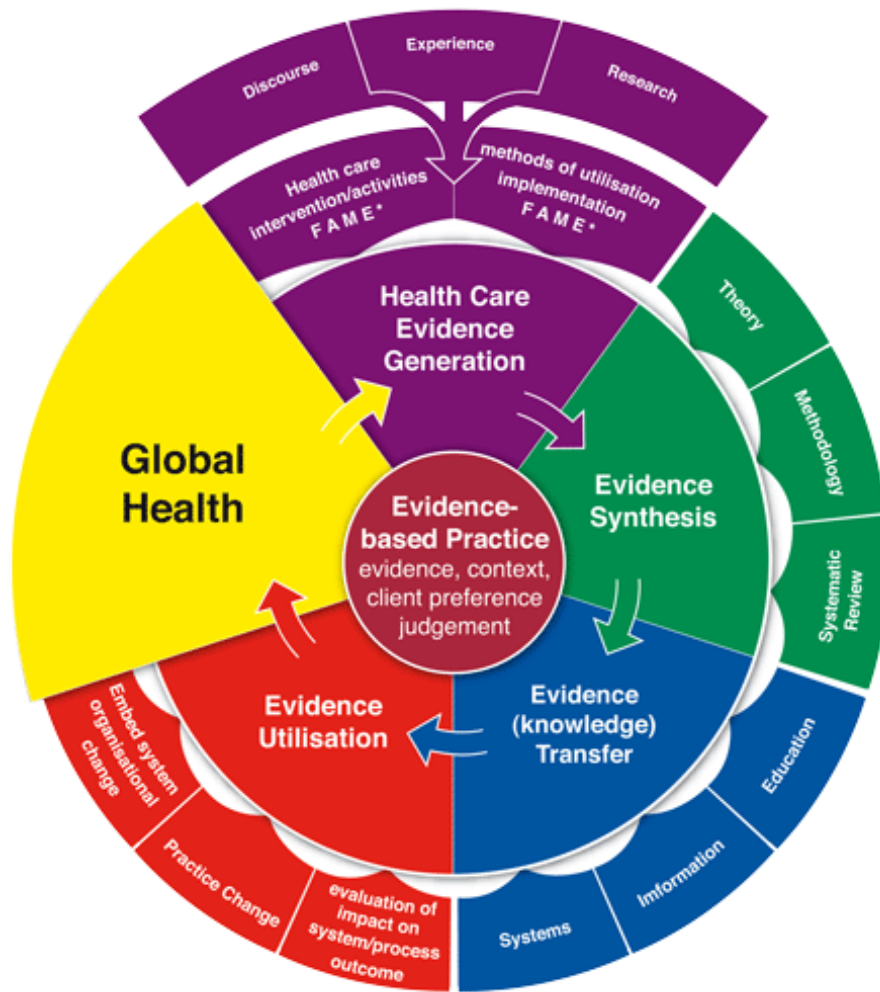 Discourse
Experience
Research
Health care
intervention/activities
F A M E*
methods of utilisation
implementation
F A M E*
Health Care
Evidence
Generation
Global
Health
Evidence-
based Practice
evidence, context,
client preference
judgement
Evidence
Synthesis
Theory
Methodology
Systematic
Review
Evidence
(knowledge)
Transfer
Education
Imformation
Systems
Evidence
Utilisation
evaluation of
impact on
system/process
outcome
Practice Change
Embed system
organisational
change